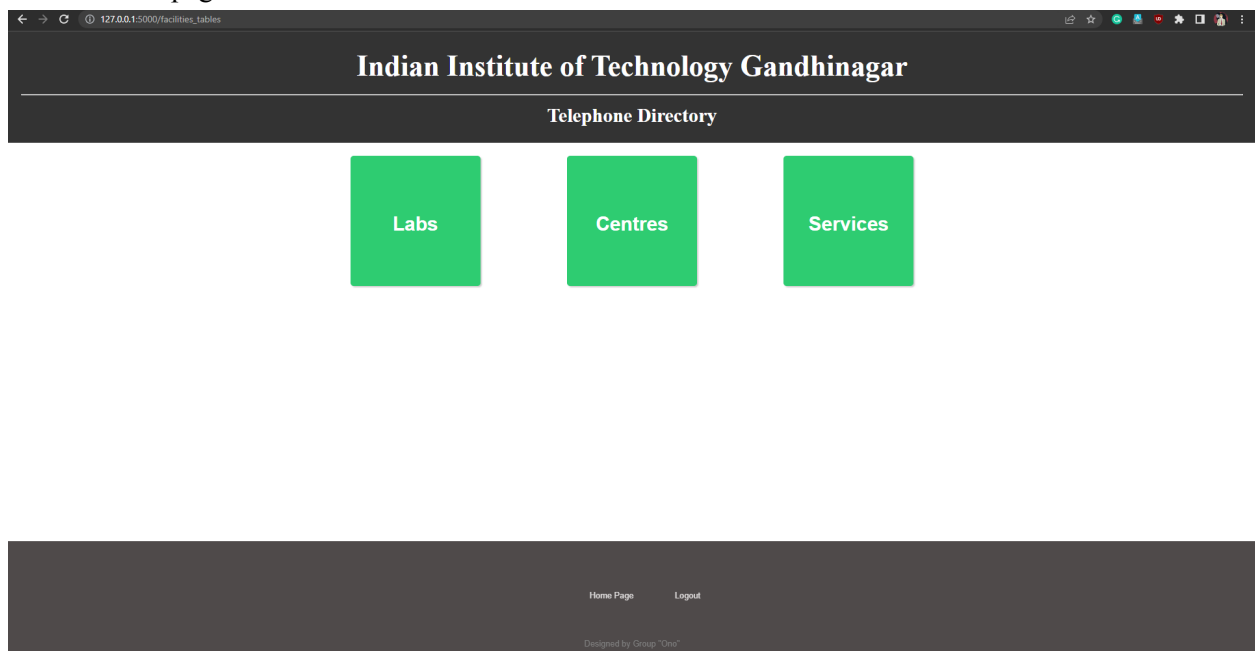 127.0.0.1:5000/facilities_tables
Indian Institute of Technology Gandhinagar
Telephone Directory
Labs Centres Services
Home Page Logout
Designed by Group "Ono"